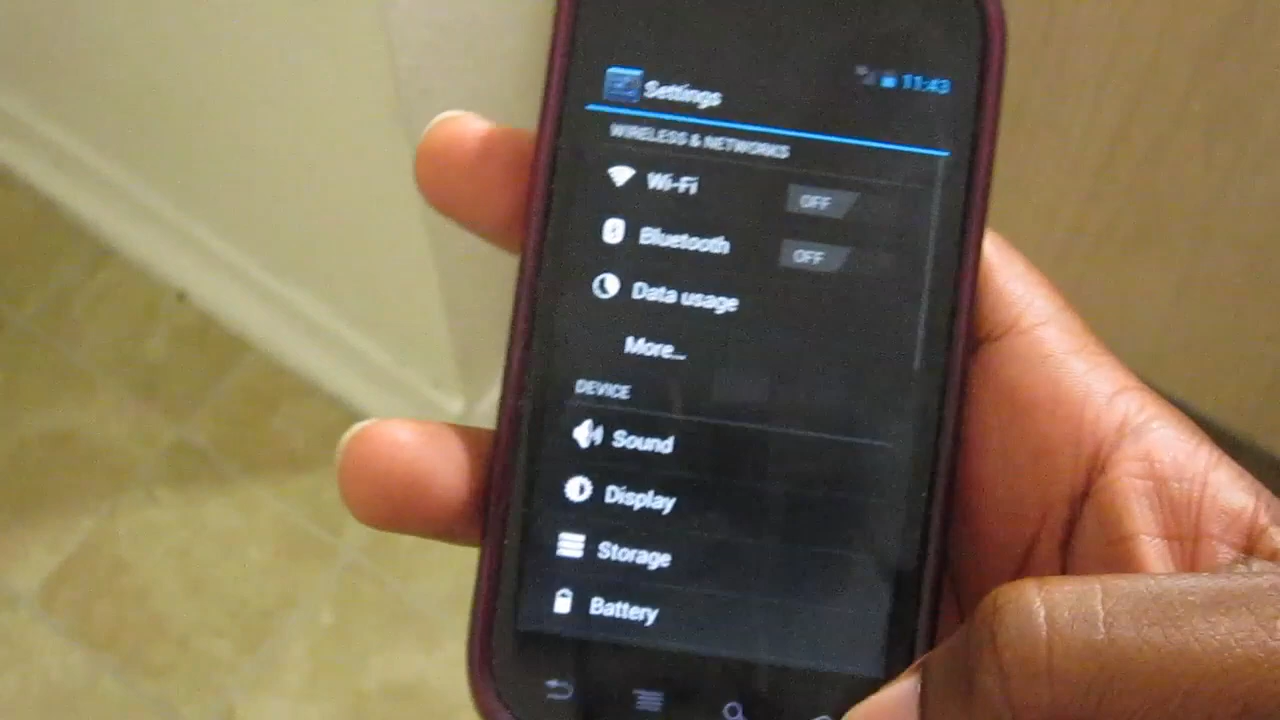 11:43
Settings
WIRELESS & NETWORKS
Wi-Fi OFF
Bluetooth OFF
Data usage
More...
DEVICE
Sound
Display
Storage
Battery